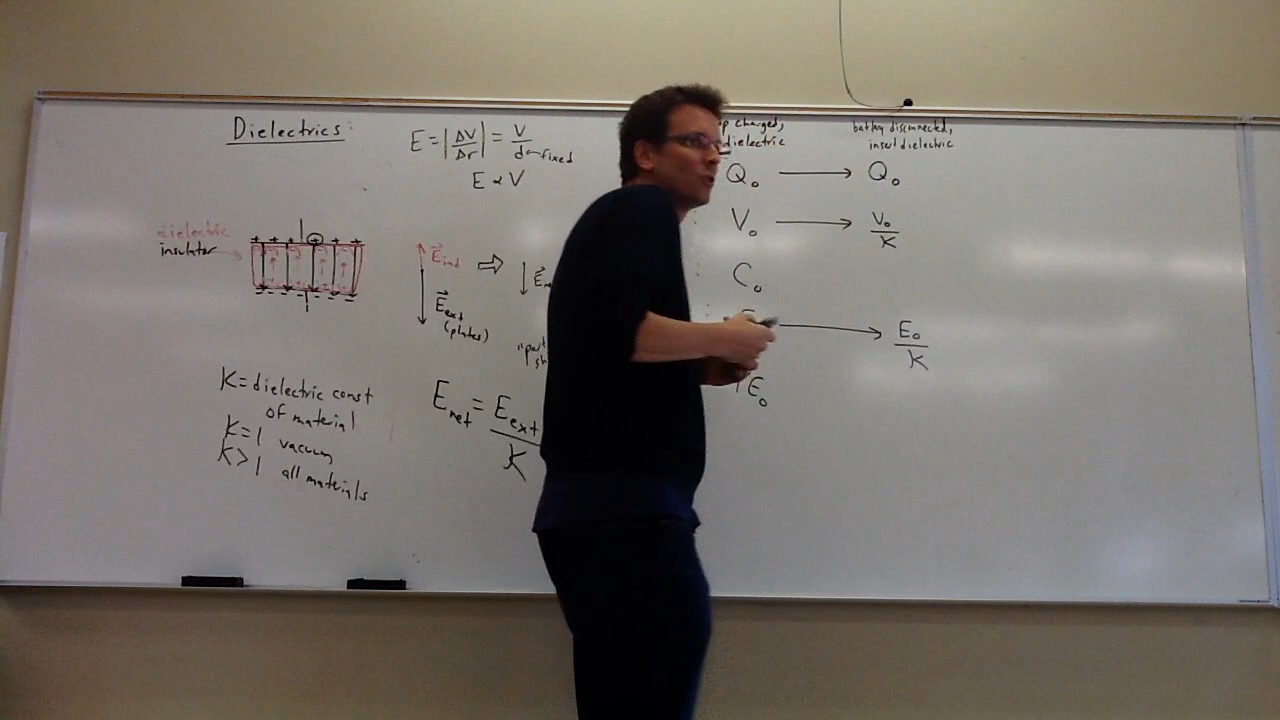 Dielectrics:
E = |ΔV/Δr| = V/d ← fixed
E ∝ V
dielectric
insulator
+ + + + + +
E⃗ind
⇒
E⃗ext
(plates)
K = dielectric const
of material
K = 1 vacuum
K > 1 all materials
Enet = Eext/K
charged,
dielectric
battery disconnected,
insert dielectric
Q₀ → Q₀
V₀ → V₀/K
C₀
→ E₀/K
E₀